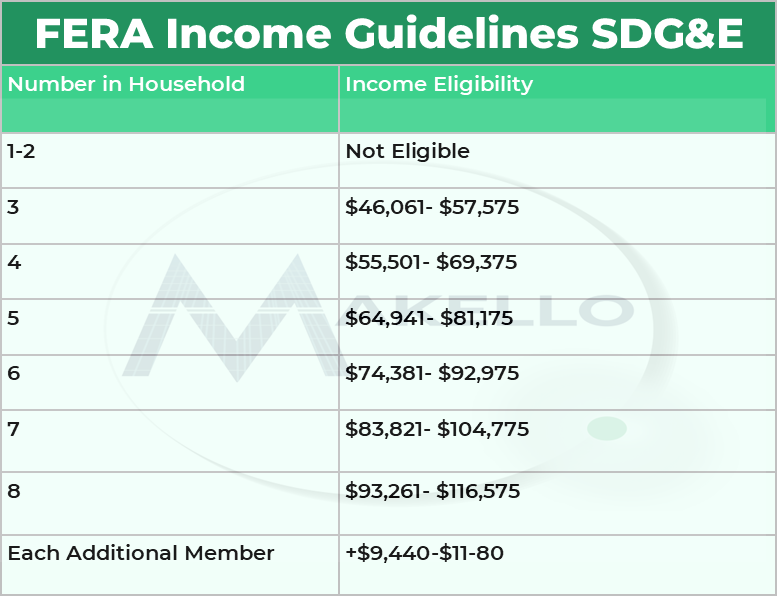 FERA Income Guidelines SDG&E
Number in Household Income Eligibility
1-2 Not Eligible
3 $46,061- $57,575
4 $55,501- $69,375
5 $64,941- $81,175
6 $74,381- $92,975
7 $83,821- $104,775
8 $93,261- $116,575
Each Additional Member +$9,440-$11-80
MAKELLO